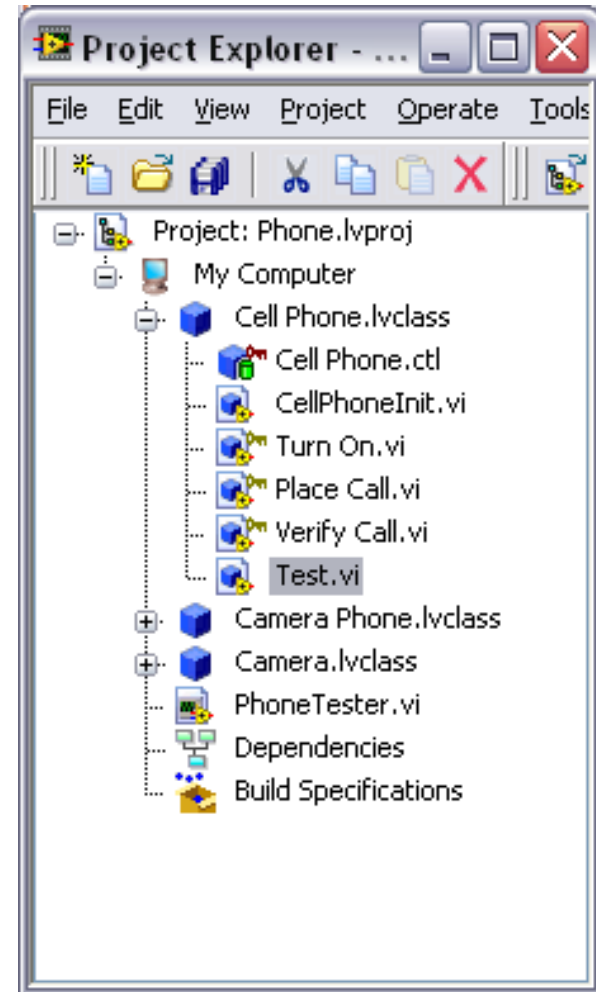 Project Explorer - ...
File Edit View Project Operate Tools
Project: Phone.lvproj
My Computer
Cell Phone.lvclass
Cell Phone.ctl
CellPhoneInit.vi
Turn On.vi
Place Call.vi
Verify Call.vi
Test.vi
Camera Phone.lvclass
Camera.lvclass
PhoneTester.vi
Dependencies
Build Specifications